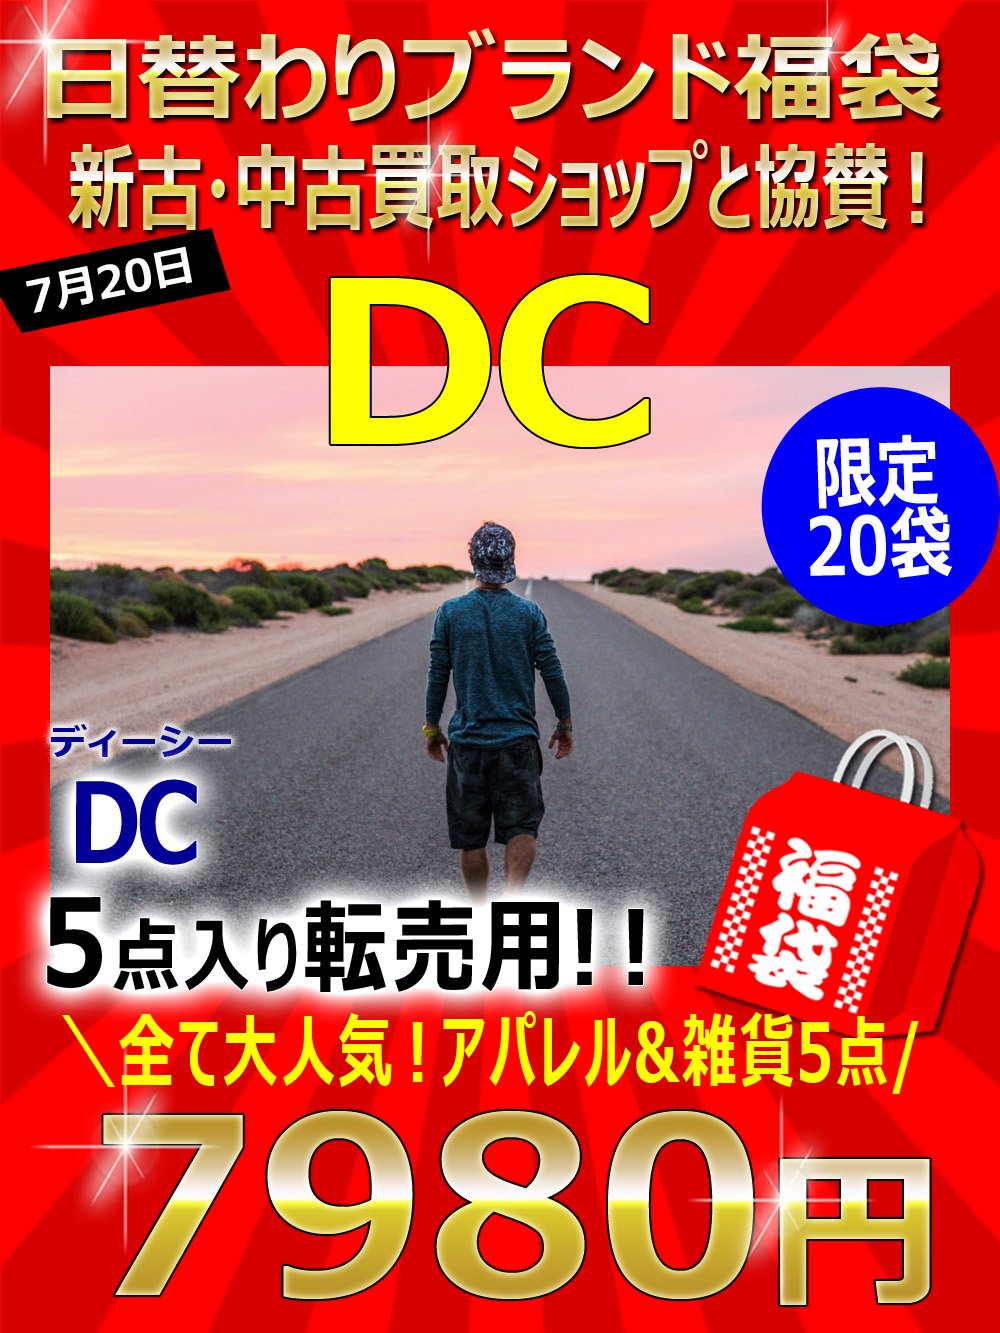 日替わりブランド福袋
新古・中古買取ショップと協賛！
7月20日
DC
限定
20袋
ディーシー
DC
5点入り転売用！！
福袋
＼全て大人気！アパレル&雑貨5点/
7980円